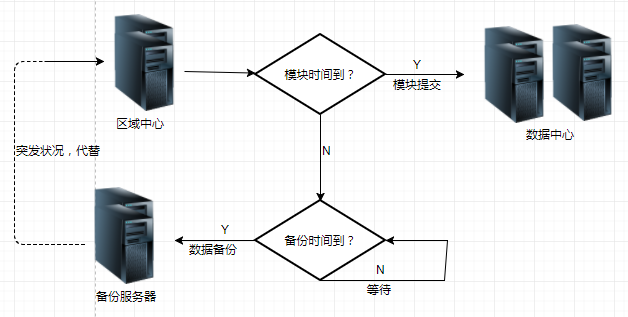 区域中心
模块时间到？
Y
模块提交
数据中心
N
突发状况，代替
备份服务器
Y
数据备份
备份时间到？
N
等待